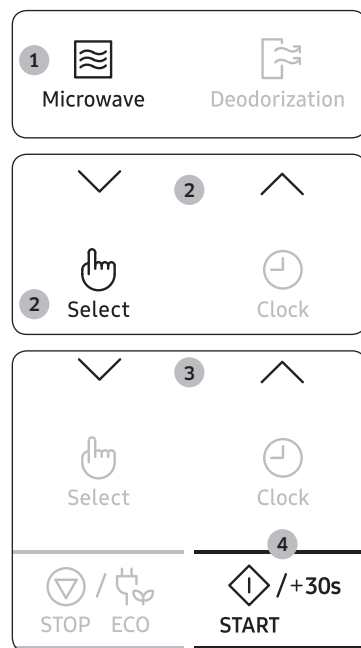 1
Microwave Deodorization
2
2 Select Clock
3
Select Clock
4
/ / +30s
STOP ECO START